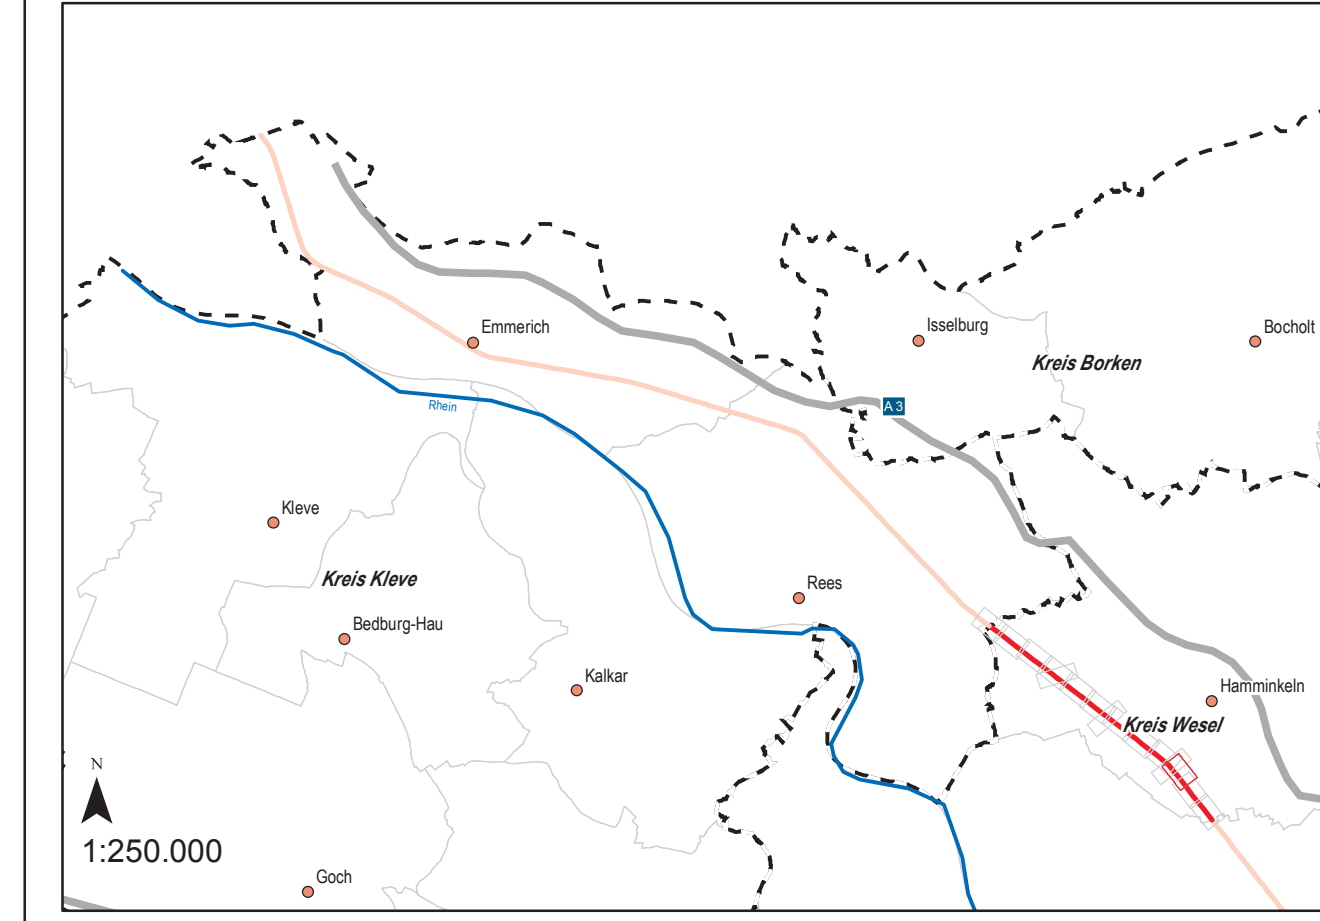 Emmerich
Isselburg
Bocholt
Kreis Borken
A 3
Rhein
Kleve
Kreis Kleve
Rees
Bedburg-Hau
Kalkar
Hamminkeln
Kreis Wesel
N
1:250.000
Goch